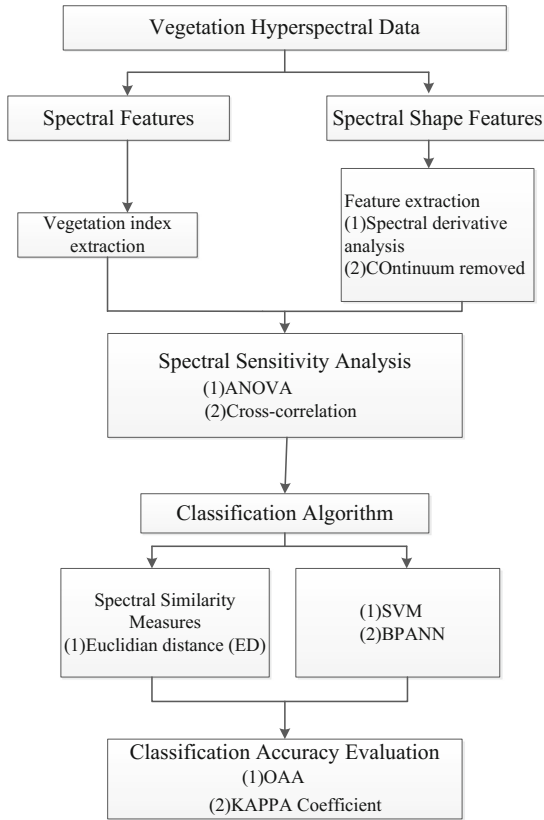 Vegetation Hyperspectral Data
Spectral Features
Spectral Shape Features
Vegetation index
extraction
Feature extraction
(1)Spectral derivative
analysis
(2)COntinuum removed
Spectral Sensitivity Analysis
(1)ANOVA
(2)Cross-correlation
Classification Algorithm
Spectral Similarity
Measures
(1)Euclidian distance (ED)
(1)SVM
(2)BPANN
Classification Accuracy Evaluation
(1)OAA
(2)KAPPA Coefficient